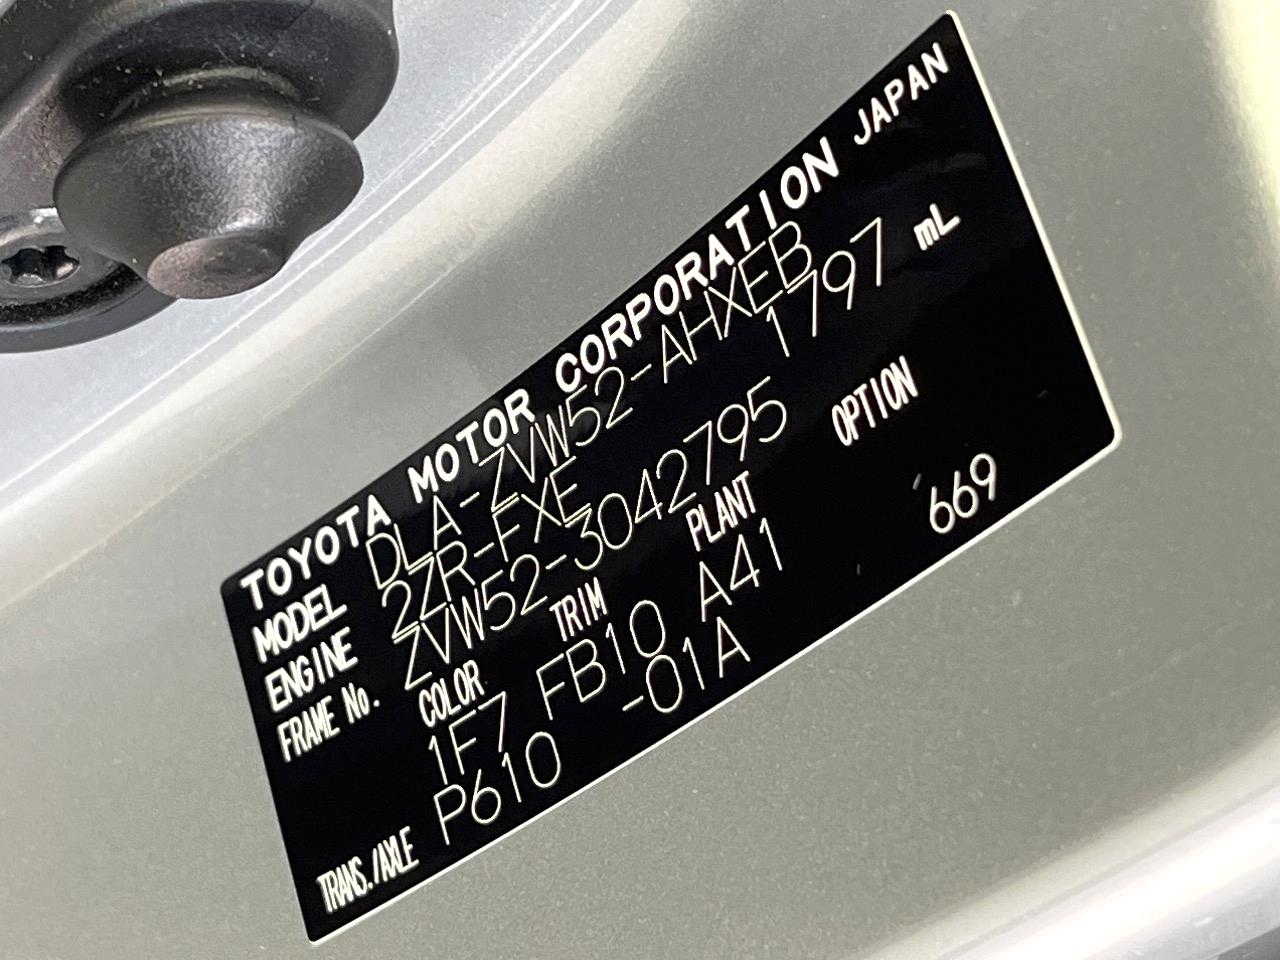 TOYOTA MOTOR CORPORATION JAPAN
MODEL DLA-ZVW52-AHXEB
ENGINE 2ZR-FXE 1797 mL
FRAME No. ZVW52-3042795
COLOR TRIM PLANT OPTION
1F7 FB10 A41 669
TRANS./AXLE P610 -01A